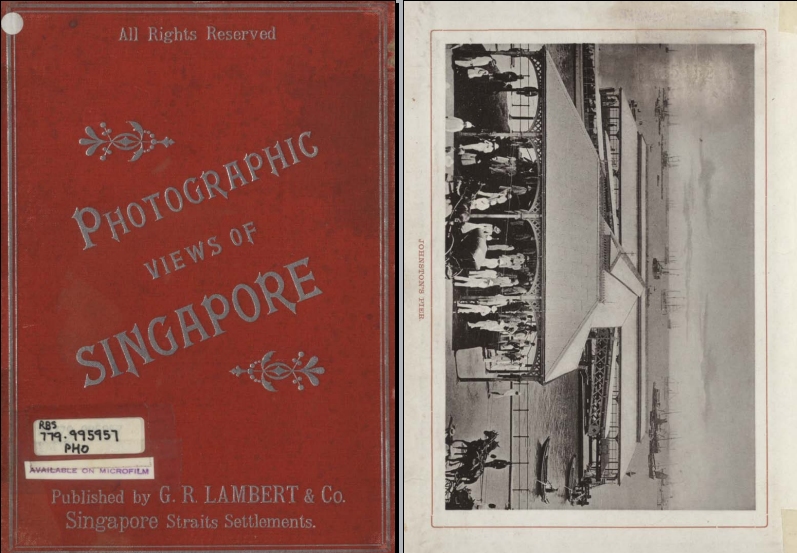 All Rights Reserved
PHOTOGRAPHIC
VIEWS OF
SINGAPORE
RBS
779.995957
PHO
AVAILABLE ON MICROFILM
Published by G. R. LAMBERT & Co.
Singapore Straits Settlements.
JOHNSTON'S PIER.